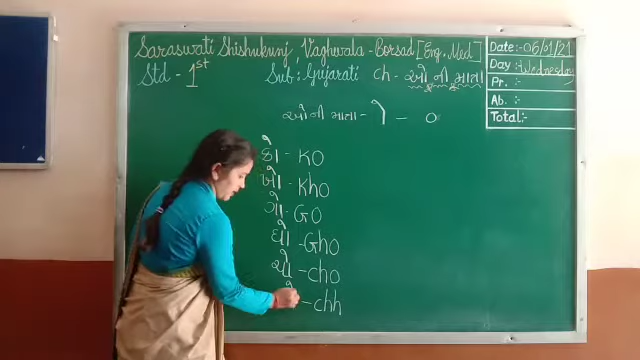 Saraswati Shishukunj, Vaghwala - Borsad [Eng. Med]
Std - 1st Sub : Gujarati ch - ઓ ની માતા
Date:- 06/01/21
Day :- Wednesday
Pr. :-
Ab. :-
Total:-
ઓ ની માતા - ો - o
કો - KO
ખો - Kho
ગો - GO
ઘો - Gho
ચો - cho
- chh